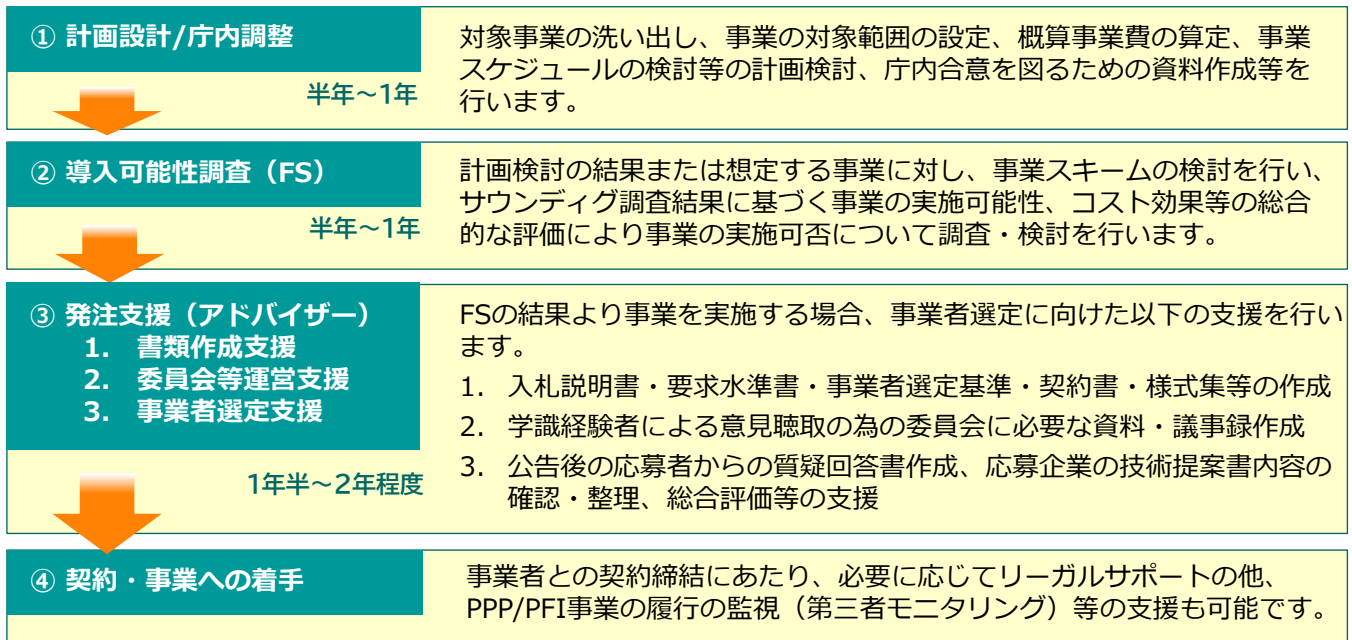 ① 計画設計/庁内調整
半年～1年
対象事業の洗い出し、事業の対象範囲の設定、概算事業費の算定、事業
スケジュールの検討等の計画検討、庁内合意を図るための資料作成等を
行います。
② 導入可能性調査（FS）
半年～1年
計画検討の結果または想定する事業に対し、事業スキームの検討を行い、
サウンディグ調査結果に基づく事業の実施可能性、コスト効果等の総合
的な評価により事業の実施可否について調査・検討を行います。
③ 発注支援（アドバイザー）
1. 書類作成支援
2. 委員会等運営支援
3. 事業者選定支援
1年半～2年程度
FSの結果より事業を実施する場合、事業者選定に向けた以下の支援を行い
ます。
1. 入札説明書・要求水準書・事業者選定基準・契約書・様式集等の作成
2. 学識経験者による意見聴取の為の委員会に必要な資料・議事録作成
3. 公告後の応募者からの質疑回答書作成、応募企業の技術提案書内容の
確認・整理、総合評価等の支援
④ 契約・事業への着手
事業者との契約締結にあたり、必要に応じてリーガルサポートの他、
PPP/PFI事業の履行の監視（第三者モニタリング）等の支援も可能です。